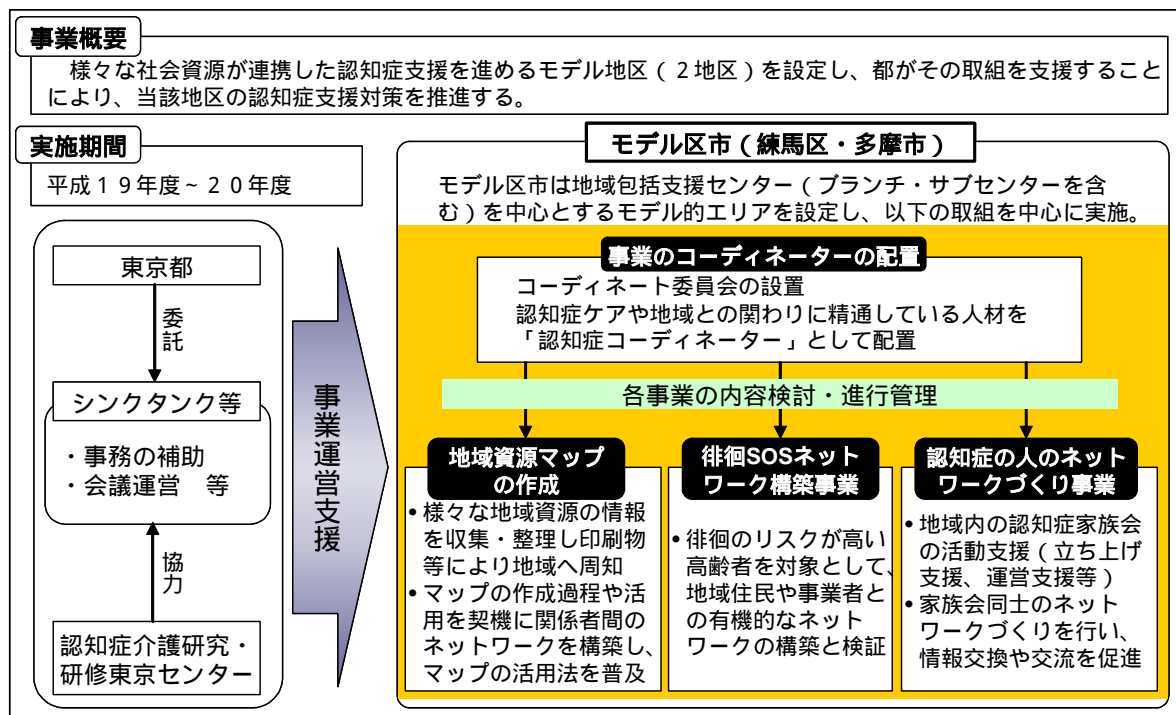 事業概要
様々な社会資源が連携した認知症支援を進めるモデル地区(2地区)を設定し、都がその取組を支援すること
により、当該地区の認知症支援対策を推進する。
実施期間
平成19年度~20年度
東京都
委託
シンクタンク等
・事務の補助
・会議運営 等
協力
認知症介護研究・
研修東京センター
事業運営支援
モデル区市(練馬区・多摩市)
モデル区市は地域包括支援センター(ブランチ・サブセンターを含
む)を中心とするモデル的エリアを設定し、以下の取組を中心に実施。
事業のコーディネーターの配置
コーディネート委員会の設置
認知症ケアや地域との関わりに精通している人材を
「認知症コーディネーター」として配置
各事業の内容検討・進行管理
地域資源マップ
の作成
•様々な地域資源の情報
を収集・整理し印刷物
等により地域へ周知
•マップの作成過程や活
用を契機に関係者間の
ネットワークを構築し、
マップの活用法を普及
徘徊SOSネット
ワーク構築事業
•徘徊のリスクが高い
高齢者を対象として、
地域住民や事業者と
の有機的なネット
ワークの構築と検証
認知症の人のネット
ワークづくり事業
•地域内の認知症家族会
の活動支援(立ち上げ
支援、運営支援等)
•家族会同士のネット
ワークづくりを行い、
情報交換や交流を促進